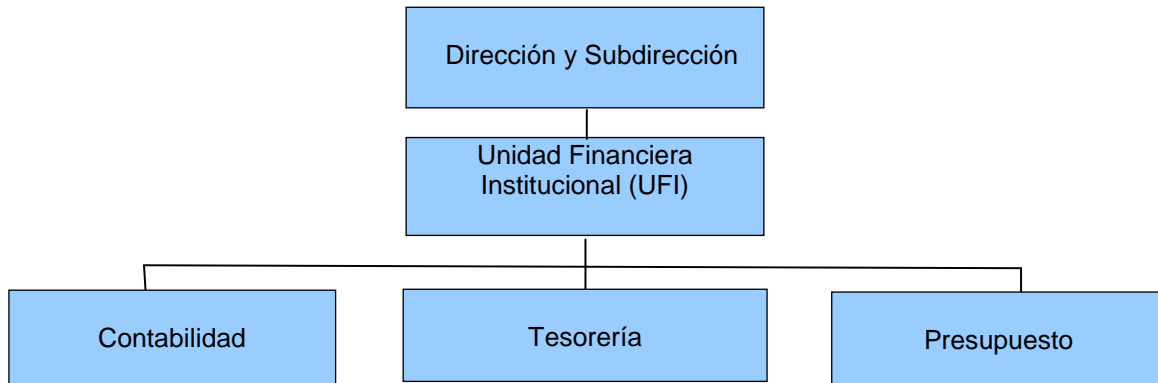 Dirección y Subdirección
Unidad Financiera
Institucional (UFI)
Contabilidad
Tesorería
Presupuesto